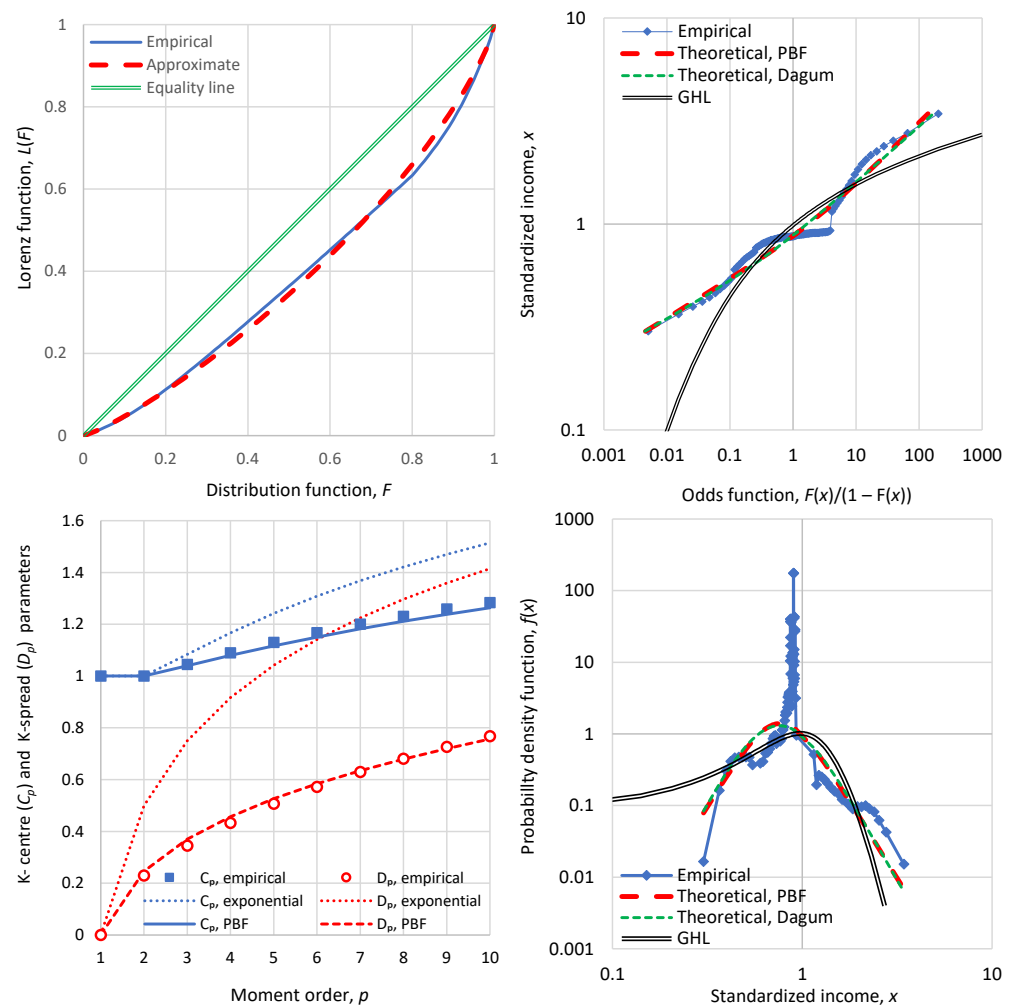 1
0.8
0.6
0.4
0.2
0
0
0.2
0.4
0.6
0.8
1
Lorenz function, L(F)
Distribution function, F
Empirical
Approximate
Equality line
10
1
0.1
0.001
0.01
0.1
1
10
100
1000
Standardized income, x
Odds function, F(x)/(1 – F(x))
Empirical
Theoretical, PBF
Theoretical, Dagum
GHL
1.6
1.4
1.2
1
0.8
0.6
0.4
0.2
0
1
2
3
4
5
6
7
8
9
10
K- centre (Cp) and K-spread (Dp) parameters
Moment order, p
Cp, empirical
Dp, empirical
Cp, exponential
Dp, exponential
Cp, PBF
Dp, PBF
1000
100
10
1
0.1
0.01
0.001
0.1
1
10
Probability density function, f(x)
Standardized income, x
Empirical
Theoretical, PBF
Theoretical, Dagum
GHL